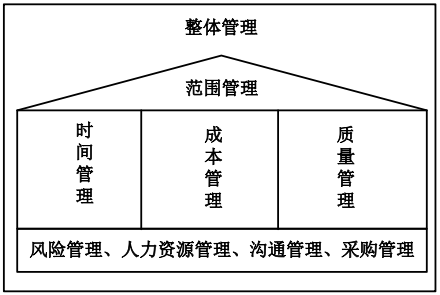 整体管理
范围管理
时间管理
成本管理
质量管理
风险管理、人力资源管理、沟通管理、采购管理